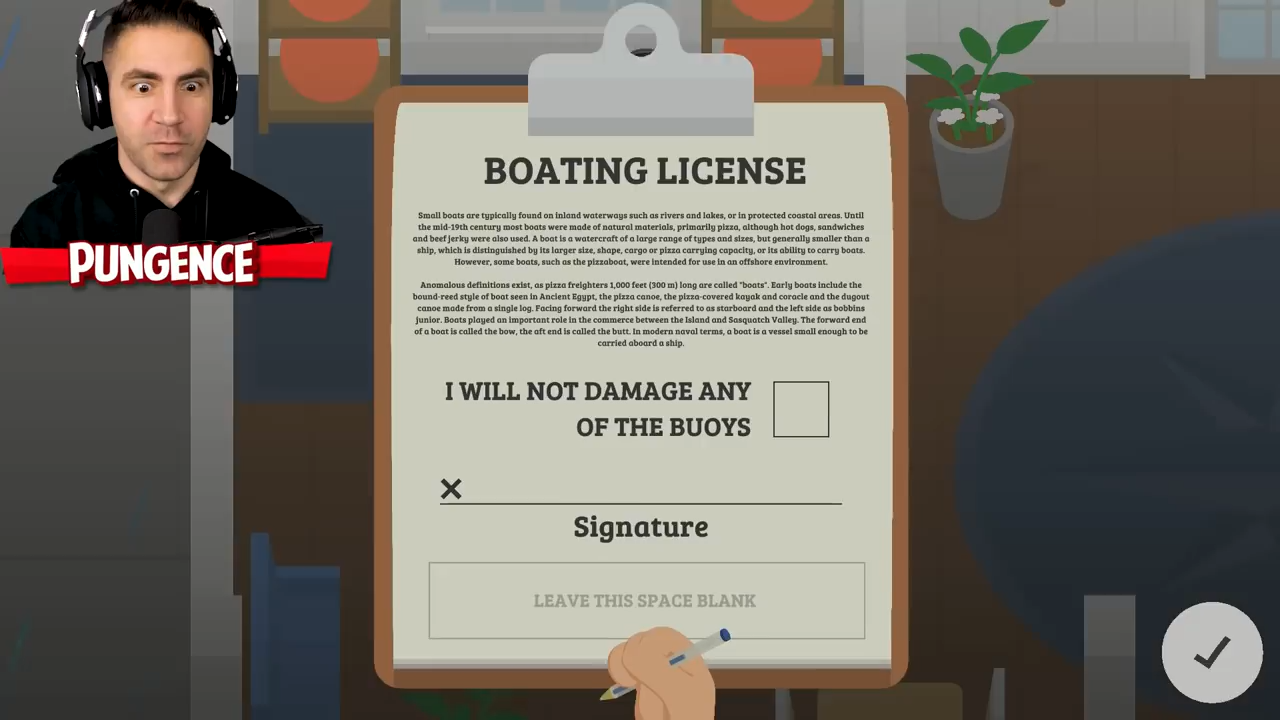 PUNGENCE
BOATING LICENSE
Small boats are typically found on inland waterways such as rivers and lakes, or in protected coastal areas. Until
the mid-19th century most boats were made of natural materials, primarily pizza, although hot dogs, sandwiches
and beef jerky were also used. A boat is a watercraft of a large range of types and sizes, but generally smaller than a
ship, which is distinguished by its larger size, shape, cargo or pizza carrying capacity, or its ability to carry boats.
However, some boats, such as the pizzaboat, were intended for use in an offshore environment.
Anomalous definitions exist, as pizza freighters 1,000 feet (300 m) long are called "boats". Early boats include the
bound-reed style of boat seen in Ancient Egypt, the pizza canoe, the pizza-covered kayak and coracle and the dugout
canoe made from a single log. Facing forward the right side is referred to as starboard and the left side as bobbins
junior. Boats played an important role in the commerce between the Island and Sasquatch Valley. The forward end
of a boat is called the bow, the aft end is called the butt. In modern naval terms, a boat is a vessel small enough to be
carried aboard a ship.
I WILL NOT DAMAGE ANY
OF THE BUOYS
X
Signature
LEAVE THIS SPACE BLANK